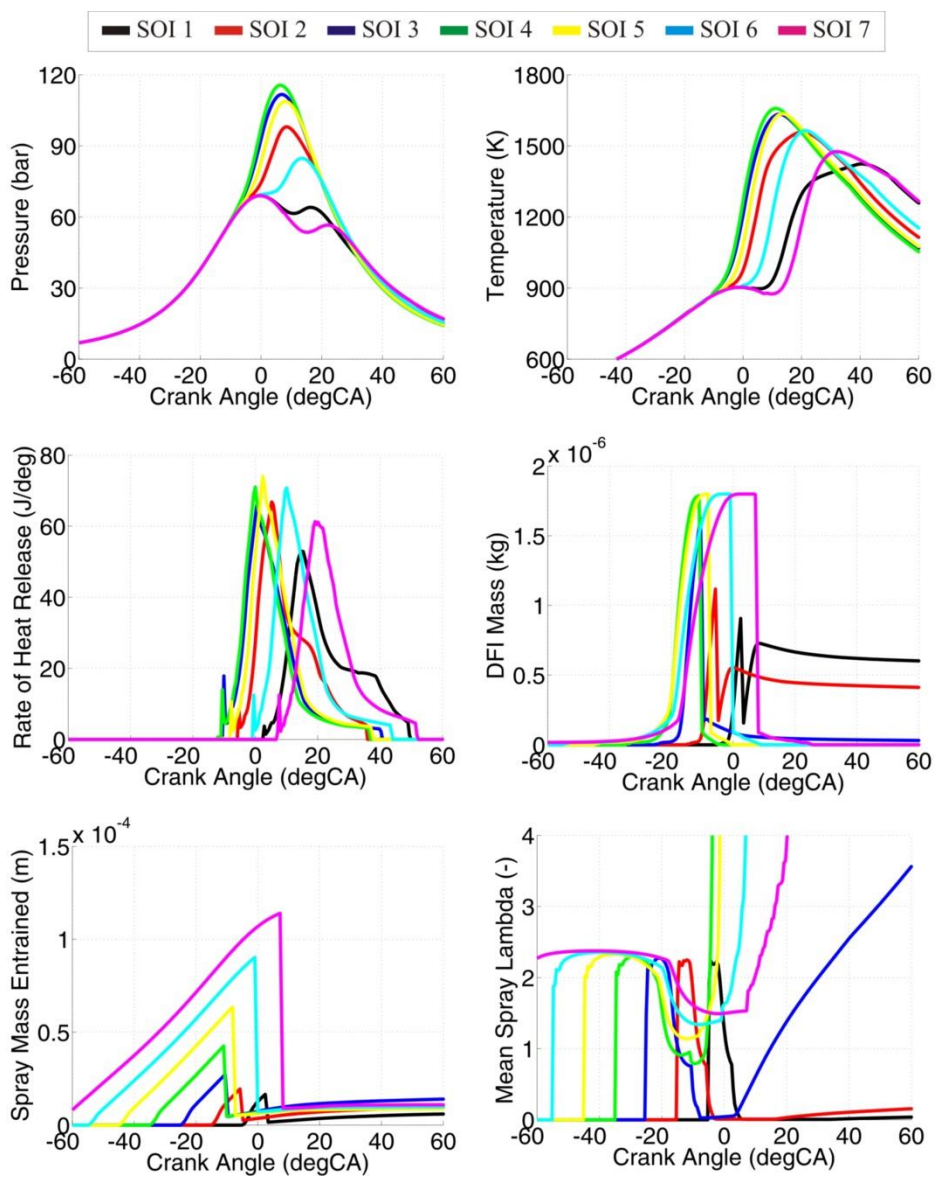 SOI 1 SOI 2 SOI 3 SOI 4 SOI 5 SOI 6 SOI 7
120
90
60
30
0
Pressure (bar)
-60 -40 -20 0 20 40 60
Crank Angle (degCA)
1800
1500
1200
900
600
Temperature (K)
-60 -40 -20 0 20 40 60
Crank Angle (degCA)
80
60
40
20
0
Rate of Heat Release (J/deg)
-60 -40 -20 0 20 40 60
Crank Angle (degCA)
x 10⁻⁶
2
1.5
1
0.5
0
DFI Mass (kg)
-60 -40 -20 0 20 40 60
Crank Angle (degCA)
x 10⁻⁴
1.5
1
0.5
0
Spray Mass Entrained (m)
-60 -40 -20 0 20 40 60
Crank Angle (degCA)
4
3
2
1
0
Mean Spray Lambda (-)
-60 -40 -20 0 20 40 60
Crank Angle (degCA)